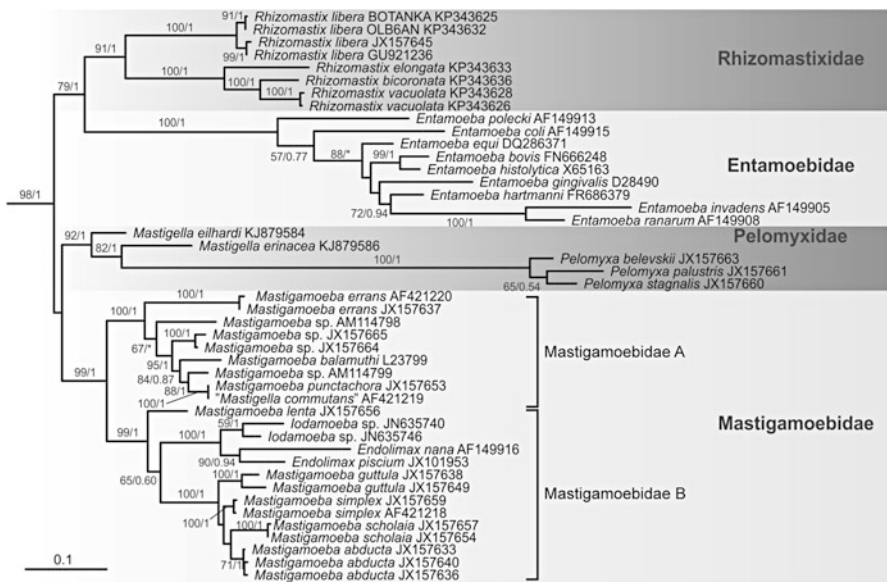 91/1
Rhizomastix libera BOTANKA KP343625
100/1
Rhizomastix libera OLB6AN KP343632
91/1
Rhizomastix libera JX157645
99/1
Rhizomastix libera GU921236
Rhizomastixidae
100/1
Rhizomastix elongata KP343633
79/1
100/1
Rhizomastix bicoronata KP343636
100/1
Rhizomastix vacuolata KP343628
Rhizomastix vacuolata KP343626
100/1
Entamoeba polecki AF149913
57/0.77
Entamoeba coli AF149915
88/*
Entamoeba equi DQ286371
99/1
Entamoeba bovis FN666248
Entamoebidae
Entamoeba histolytica X65163
Entamoeba gingivalis D28490
98/1
Entamoeba hartmanni FR686379
72/0.94
Entamoeba invadens AF149905
100/1
Entamoeba ranarum AF149908
92/1
Mastigella eilhardi KJ879584
Pelomyxidae
82/1
Mastigella erinacea KJ879586
100/1
Pelomyxa belevskii JX157663
Pelomyxa palustris JX157661
65/0.54
Pelomyxa stagnalis JX157660
100/1
Mastigamoeba errans AF421220
Mastigamoeba errans JX157637
Mastigamoeba sp. AM114798
100/1
Mastigamoeba sp. JX157665
67/*
Mastigamoeba sp. JX157664
Mastigamoebidae A
95/1
Mastigamoeba balamuthi L23799
84/0.87
Mastigamoeba sp. AM114799
99/1
88/1
Mastigamoeba punctachora JX157653
100/1
"Mastigella commutans" AF421219
Mastigamoeba lenta JX157656
Mastigamoebidae
99/1
59/1
Iodamoeba sp. JN635740
100/1
Iodamoeba sp. JN635746
Endolimax nana AF149916
90/0.94
Endolimax piscium JX101953
65/0.60
100/1
Mastigamoeba guttula JX157638
100/1
Mastigamoeba guttula JX157649
Mastigamoebidae B
Mastigamoeba simplex JX157659
Mastigamoeba simplex AF421218
100/1
100/1
Mastigamoeba scholaia JX157657
Mastigamoeba scholaia JX157654
Mastigamoeba abducta JX157633
71/1
Mastigamoeba abducta JX157640
Mastigamoeba abducta JX157636
0.1